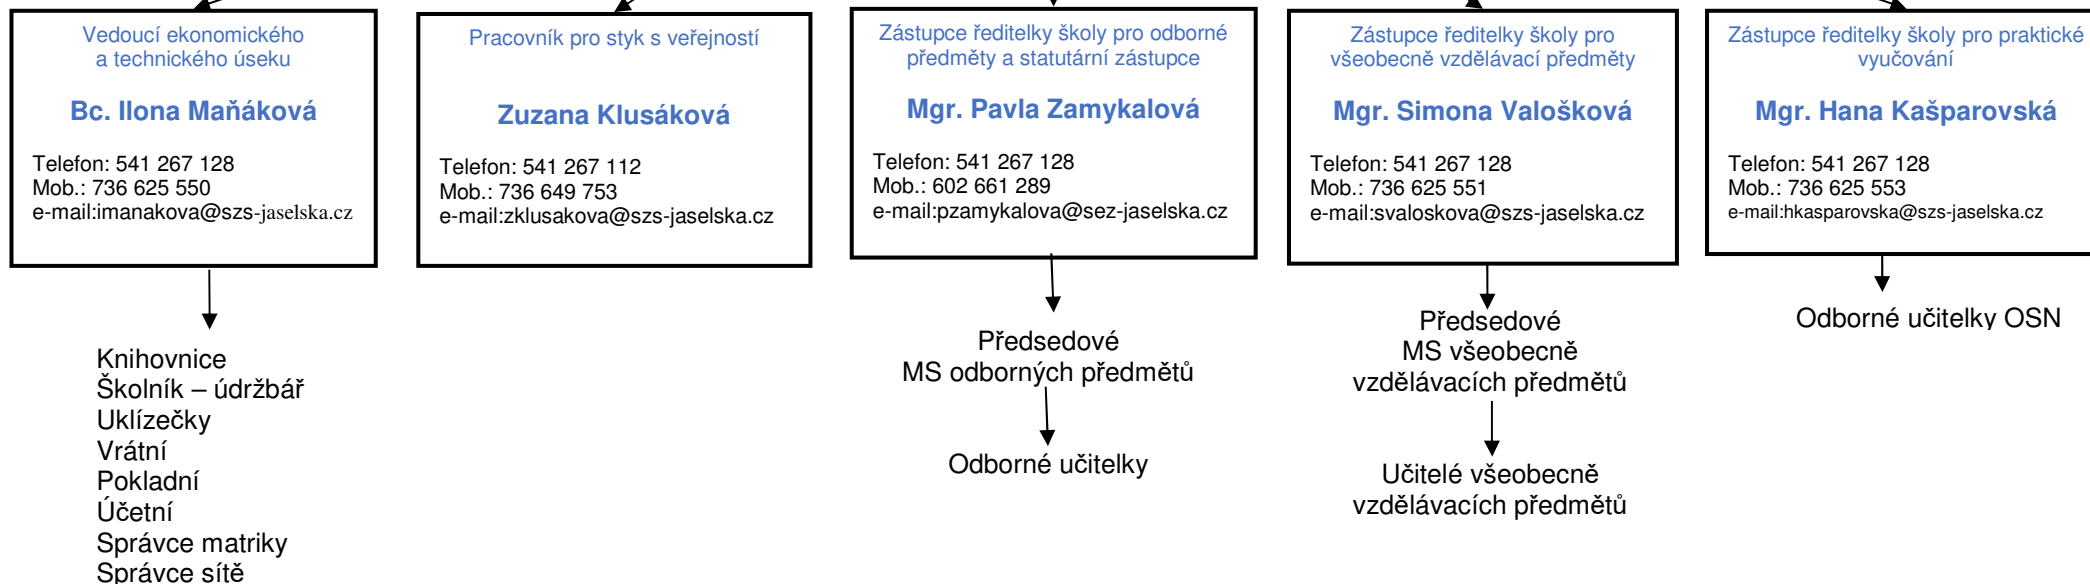 Vedoucí ekonomického
a technického úseku
Bc. Ilona Maňáková
Telefon: 541 267 128
Mob.: 736 625 550
e-mail:imanakova@szs-jaselska.cz
Knihovnice
Školník – údržbář
Uklízečky
Vrátní
Pokladní
Účetní
Správce matriky
Správce sítě
Pracovník pro styk s veřejností
Zuzana Klusáková
Telefon: 541 267 112
Mob.: 736 649 753
e-mail:zklusakova@szs-jaselska.cz
Zástupce ředitelky školy pro odborné
předměty a statutární zástupce
Mgr. Pavla Zamykalová
Telefon: 541 267 128
Mob.: 602 661 289
e-mail:pzamykalova@sez-jaselska.cz
Předsedové
MS odborných předmětů
Odborné učitelky
Zástupce ředitelky školy pro
všeobecně vzdělávací předměty
Mgr. Simona Valošková
Telefon: 541 267 128
Mob.: 736 625 551
e-mail:svaloskova@szs-jaselska.cz
Předsedové
MS všeobecně
vzdělávacích předmětů
Učitelé všeobecně
vzdělávacích předmětů
Zástupce ředitelky školy pro praktické
vyučování
Mgr. Hana Kašparovská
Telefon: 541 267 128
Mob.: 736 625 553
e-mail:hkasparovska@szs-jaselska.cz
Odborné učitelky OSN